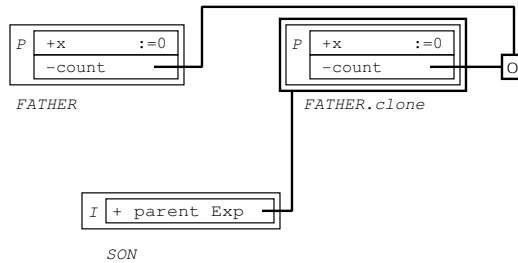 P +x :=0
−count
FATHER
P +x :=0
−count
O
FATHER.clone
I + parent Exp
SON